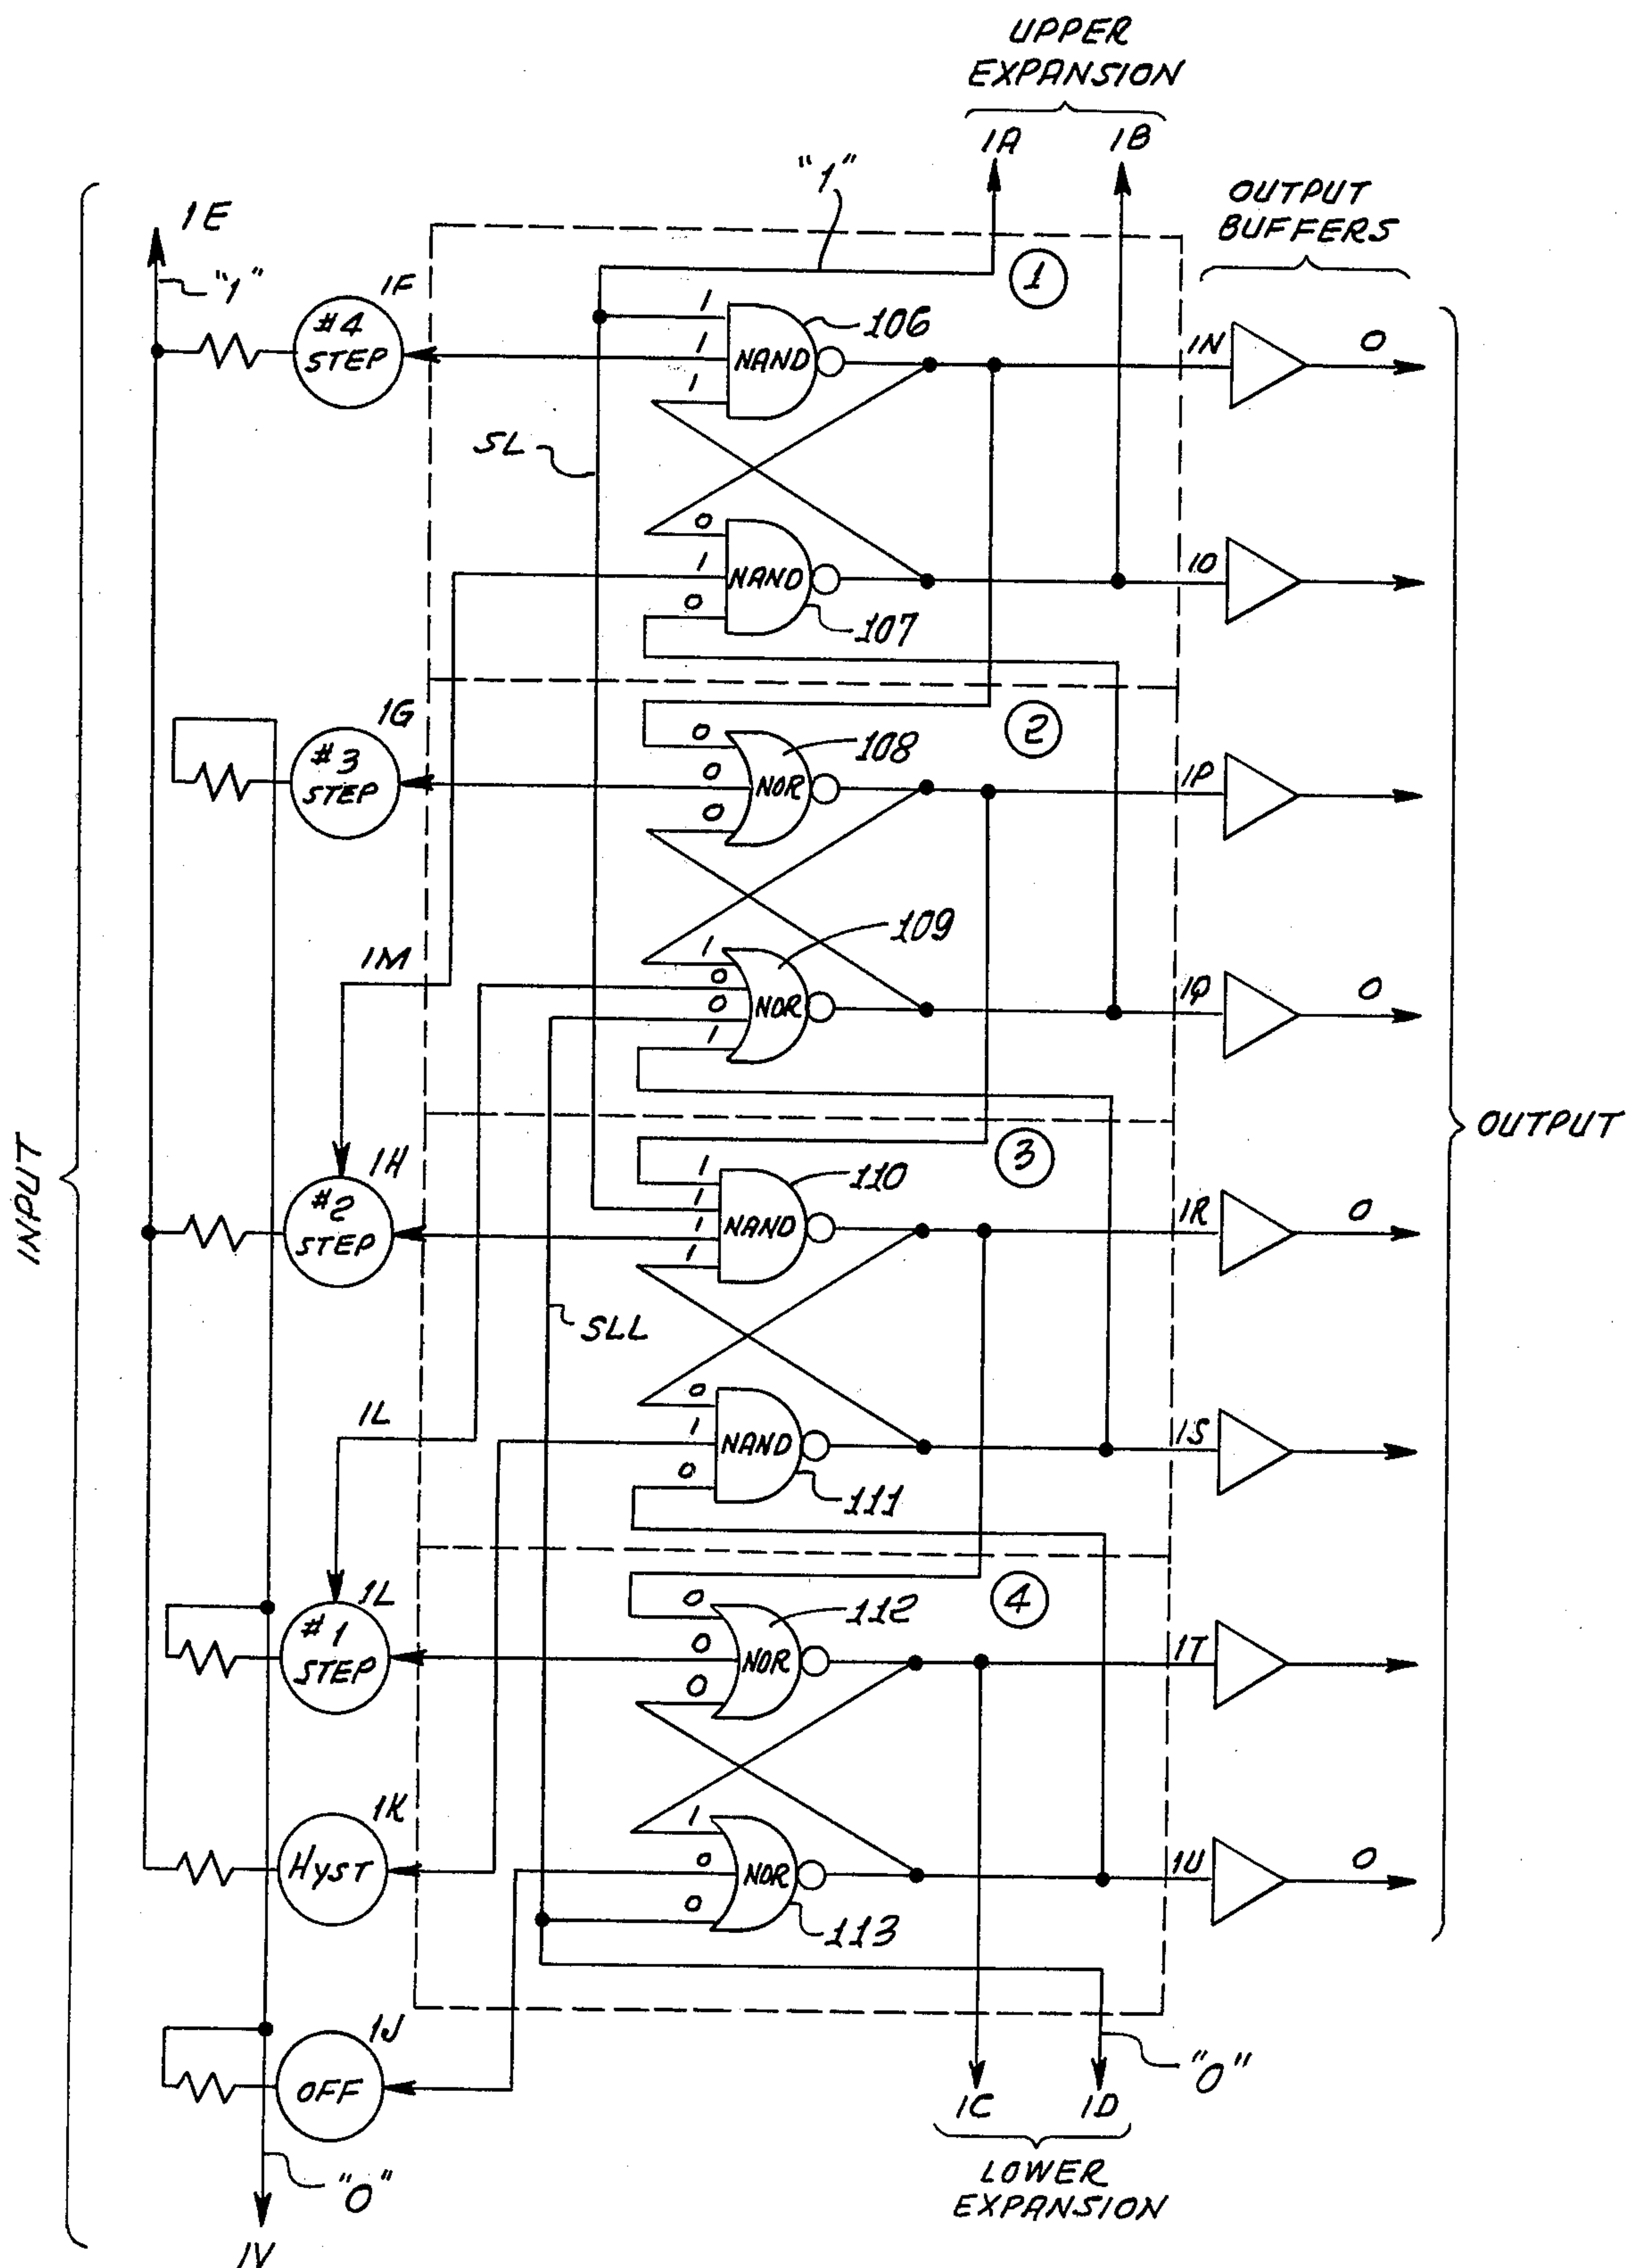 UPPER
EXPANSION
1A 1B
"1"
OUTPUT
BUFFERS
1E
"1"
1F
#4
STEP
1
1
1
1
NAND
106
1N
0
SL
0
1
0
NAND
107
1O
1G
#3
STEP
2
0
0
0
NOR
108
1P
1M
1
0
0
1
NOR
109
1Q
0
INPUT
OUTPUT
1H
#2
STEP
3
1
1
1
1
NAND
110
1R
0
SLL
1L
0
1
0
NAND
111
1S
1L
#1
STEP
4
0
0
0
NOR
112
1T
1K
HYST
1
0
0
NOR
113
1U
0
1J
OFF
"0"
1C 1D
LOWER
EXPANSION
"0"
1V